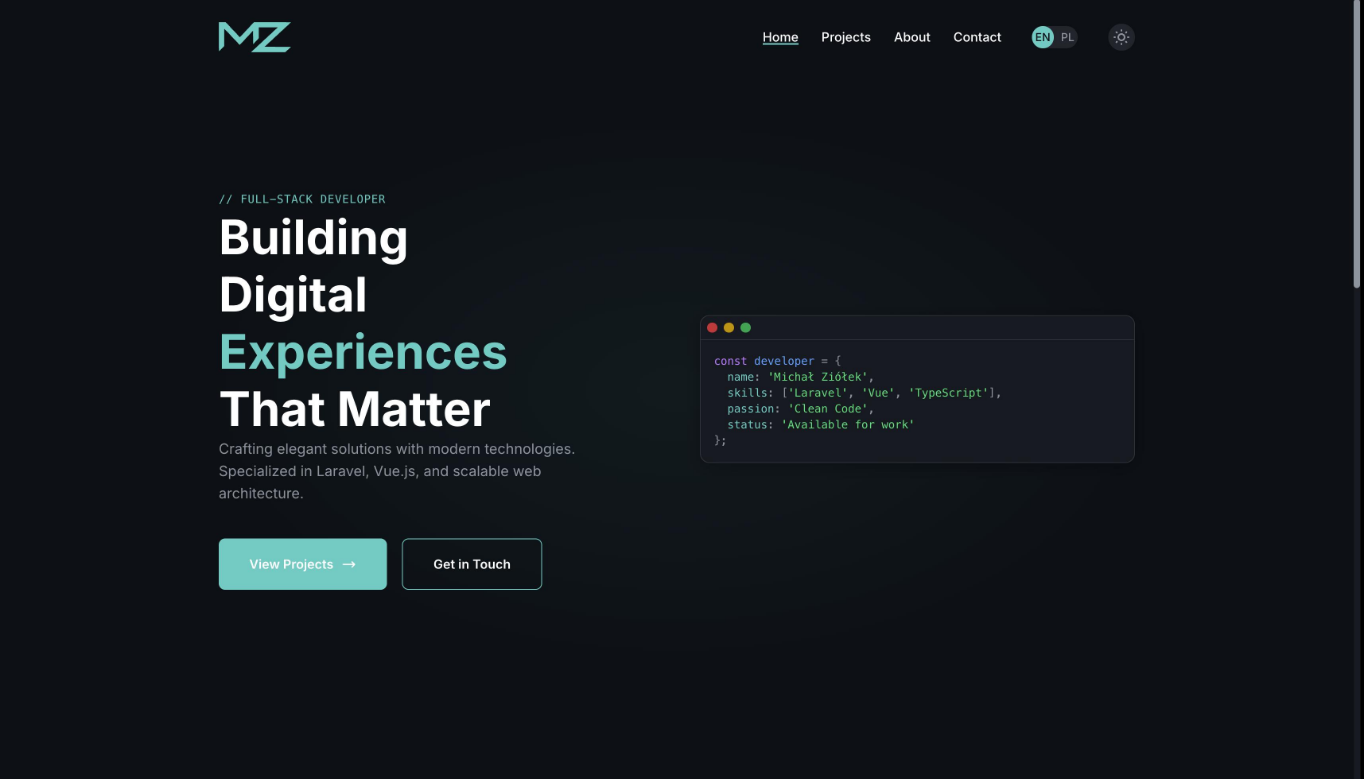 MZ
Home Projects About Contact EN PL
// FULL-STACK DEVELOPER
Building
Digital
Experiences
That Matter
Crafting elegant solutions with modern technologies.
Specialized in Laravel, Vue.js, and scalable web
architecture.
View Projects →
Get in Touch
const developer = {
  name: 'Michał Ziółek',
  skills: ['Laravel', 'Vue', 'TypeScript'],
  passion: 'Clean Code',
  status: 'Available for work'
};